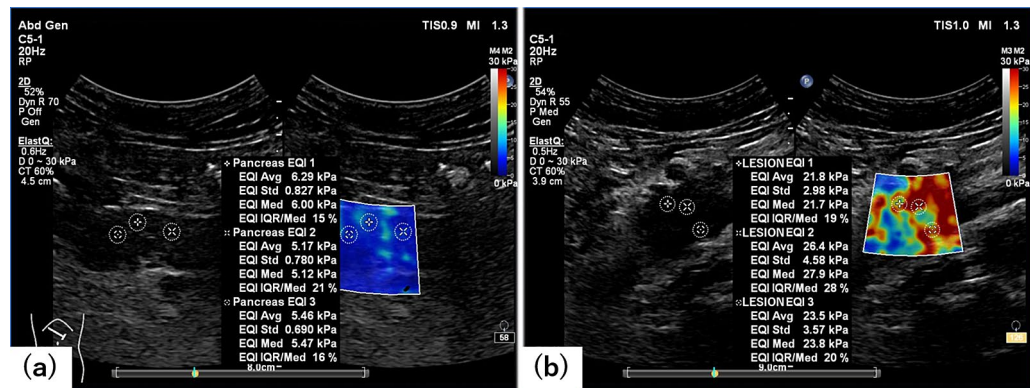 Abd Gen
TIS0.9 MI 1.3
C5-1
20Hz
RP
M4 M2
30 kPa
2D
52%
Dyn R 70
P Off
Gen
ElastQ:
0.6Hz
D 0 ~ 30 kPa
CT 60%
4.5 cm
0 kPa
Pancreas EQI 1
EQI Avg 6.29 kPa
EQI Std 0.827 kPa
EQI Med 6.00 kPa
EQI IQR/Med 15 %
Pancreas EQI 2
EQI Avg 5.17 kPa
EQI Std 0.780 kPa
EQI Med 5.12 kPa
EQI IQR/Med 21 %
Pancreas EQI 3
EQI Avg 5.46 kPa
EQI Std 0.690 kPa
EQI Med 5.47 kPa
EQI IQR/Med 16 %
8.0cm
58
(a)
TIS1.0 MI 1.3
C5-1
20Hz
RP
M3 M2
30 kPa
2D
54%
Dyn R 55
P Med
Gen
ElastQ:
0.5Hz
D 0 ~ 30 kPa
CT 60%
3.9 cm
0 kPa
P
LESION EQI 1
EQI Avg 21.8 kPa
EQI Std 2.98 kPa
EQI Med 21.7 kPa
EQI IQR/Med 19 %
LESION EQI 2
EQI Avg 26.4 kPa
EQI Std 4.58 kPa
EQI Med 27.9 kPa
EQI IQR/Med 28 %
LESION EQI 3
EQI Avg 23.5 kPa
EQI Std 3.57 kPa
EQI Med 23.8 kPa
EQI IQR/Med 20 %
9.0cm
(b)